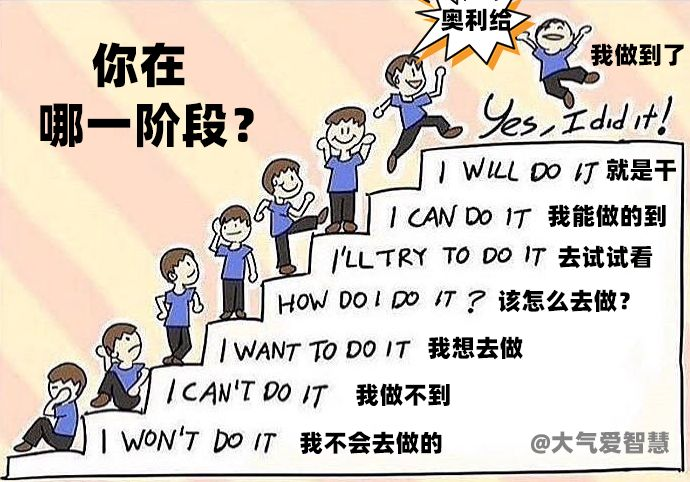 你在
哪一阶段？
奥利给
我做到了
Yes, I did it!
I WILL DO IT 就是干
I CAN DO IT 我能做的到
I'LL TRY TO DO IT 去试试看
HOW DO I DO IT? 该怎么去做？
I WANT TO DO IT 我想去做
I CAN'T DO IT 我做不到
I WON'T DO IT 我不会去做的
@大气爱智慧